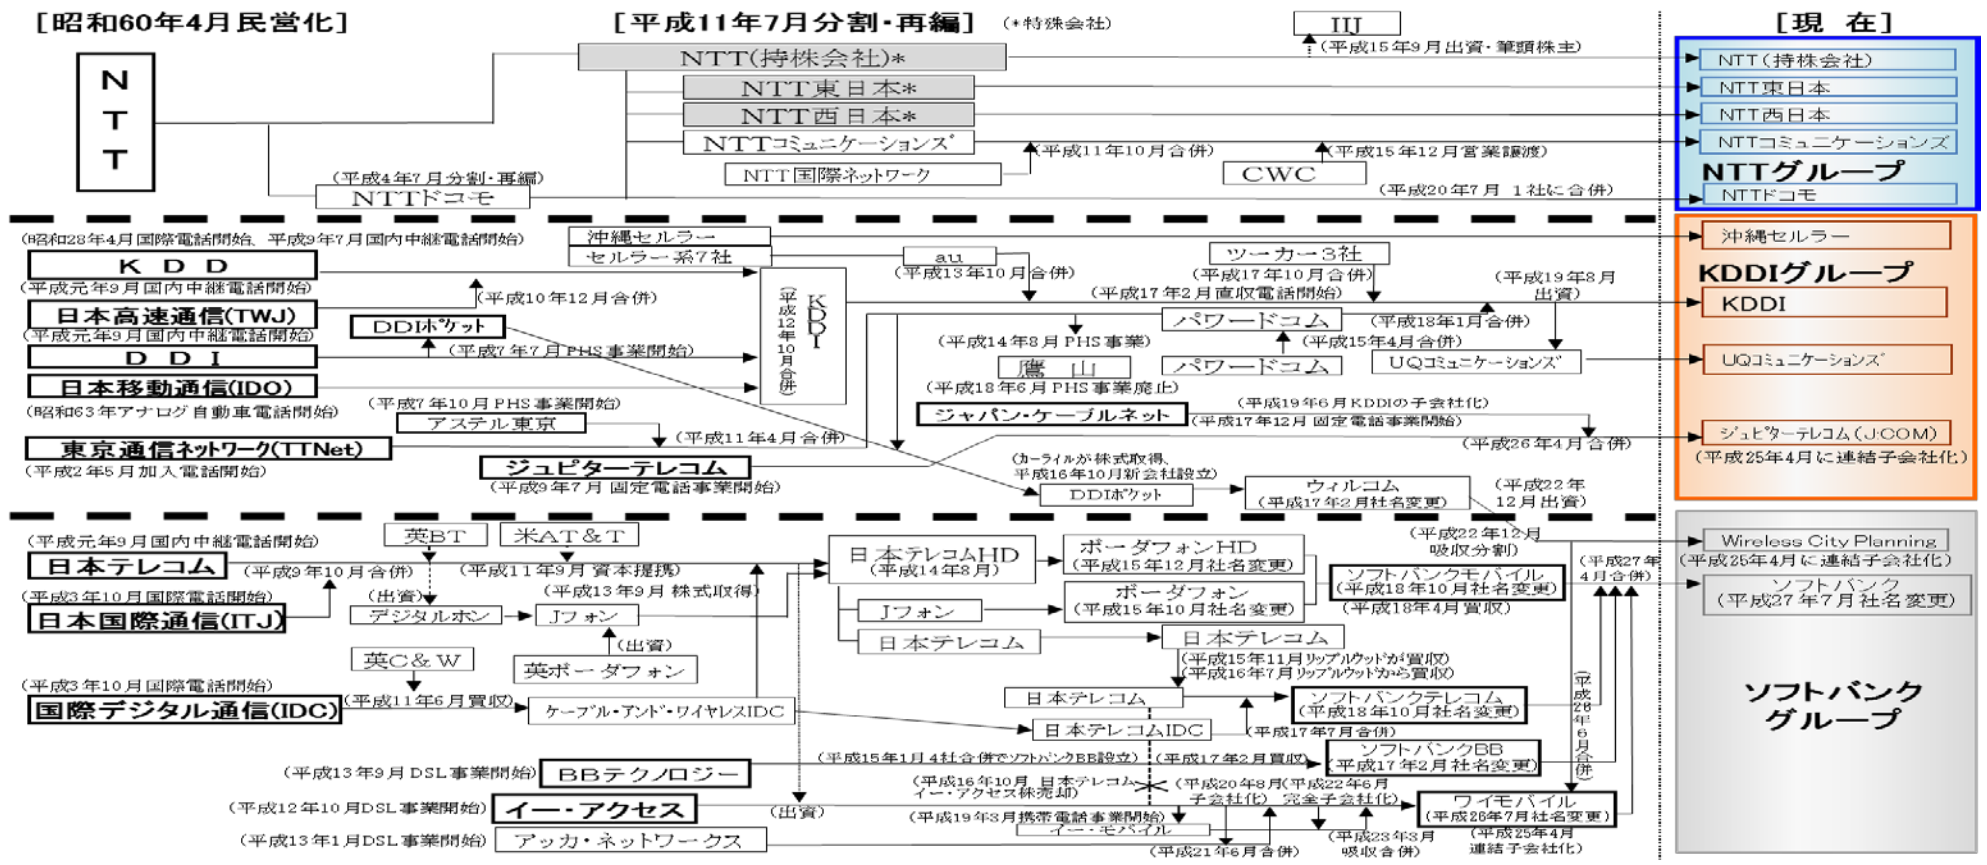 [昭和60年4月民営化]
[平成11年7月分割・再編]
(*特殊会社)
IIJ
[現 在]
NTT
NTT(持株会社)*
(平成15年9月出資・筆頭株主)
NTT(持株会社)
NTT東日本*
NTT東日本
NTT西日本*
NTT西日本
NTTコミュニケーションズ
(平成11年10月合併)
(平成15年12月営業譲渡)
NTTコミュニケーションズ
NTT国際ネットワーク
CWC
NTTグループ
(平成4年7月分割・再編)
NTTドコモ
(平成20年7月 1社に合併)
NTTドコモ
(昭和28年4月国際電話開始、平成9年7月国内中継電話開始)
沖縄セルラー
沖縄セルラー
KDD
セルラー系7社
au
ツーカー3社
KDDIグループ
(平成元年9月国内中継電話開始)
(平成10年12月合併)
(平成13年10月合併)
(平成17年10月合併)
(平成19年8月
出資)
日本高速通信(TWJ)
DDIポケット
KDDI
(平成12年10月合併)
(平成17年2月直収電話開始)
KDDI
(平成元年9月国内中継電話開始)
パワードコム
(平成18年1月合併)
DDI
(平成7年7月PHS事業開始)
(平成14年8月PHS事業)
(平成15年4月合併)
日本移動通信(IDO)
鷹山
パワードコム
UQコミュニケーションズ
UQコミュニケーションズ
(昭和63年アナログ自動車電話開始)
(平成7年10月PHS事業開始)
(平成18年6月PHS事業廃止)
(平成19年6月KDDIの子会社化)
アステル東京
ジャパン・ケーブルネット
(平成17年12月固定電話事業開始)
東京通信ネットワーク(TTNet)
(平成11年4月合併)
(平成26年4月合併)
ジュピターテレコム(J:COM)
(平成2年5月加入電話開始)
ジュピターテレコム
(平成25年4月に連結子会社化)
(平成9年7月固定電話事業開始)
(カーライルが株式取得、
平成16年10月新会社設立)
DDIポケット
ウィルコム
(平成17年2月社名変更)
(平成22年
12月出資)
(平成元年9月国内中継電話開始)
英BT
米AT&T
(平成22年12月
吸収分割)
Wireless City Planning
日本テレコム
(平成9年10月合併)
(平成11年9月資本提携)
日本テレコムHD
(平成14年8月)
ボーダフォンHD
(平成15年12月社名変更)
(平成27年
4月合併)
(平成25年4月に連結子会社化)
(平成3年10月国際電話開始)
(出資)
(平成13年9月 株式取得)
ソフトバンクモバイル
(平成18年10月社名変更)
ソフトバンク
(平成27年7月社名変更)
日本国際通信(ITJ)
デジタルホン
Jフォン
Jフォン
ボーダフォン
(平成15年10月社名変更)
(平成18年4月買収)
(出資)
日本テレコム
日本テレコム
英C&W
英ボーダフォン
(平成15年11月リップルウッドが買収)
(平成16年7月リップルウッドから買収)
(平成3年10月国際電話開始)
(平成11年6月買収)
日本テレコム
ソフトバンクテレコム
(平成18年10月社名変更)
国際デジタル通信(IDC)
ケーブル・アンド・ワイヤレスIDC
日本テレコムIDC
(平成17年7月合併)
(平成26年6月合併)
ソフトバンク
グループ
(平成15年1月4社合併でソフトバンクBB設立)
(平成17年2月買収)
ソフトバンクBB
(平成17年2月社名変更)
(平成13年9月DSL事業開始)
BBテクノロジー
(平成16年10月 日本テレコム
イー・アクセス株売却)
(平成20年8月
子会社化)
(平成22年6月
完全子会社化)
(平成12年10月DSL事業開始)
イー・アクセス
(出資)
(平成19年3月携帯電話事業開始)
ワイモバイル
(平成26年7月社名変更)
イー・モバイル
(平成13年1月DSL事業開始)
アッカ・ネットワークス
(平成21年6月合併)
(平成23年3月
吸収合併)
(平成25年4月
連結子会社化)